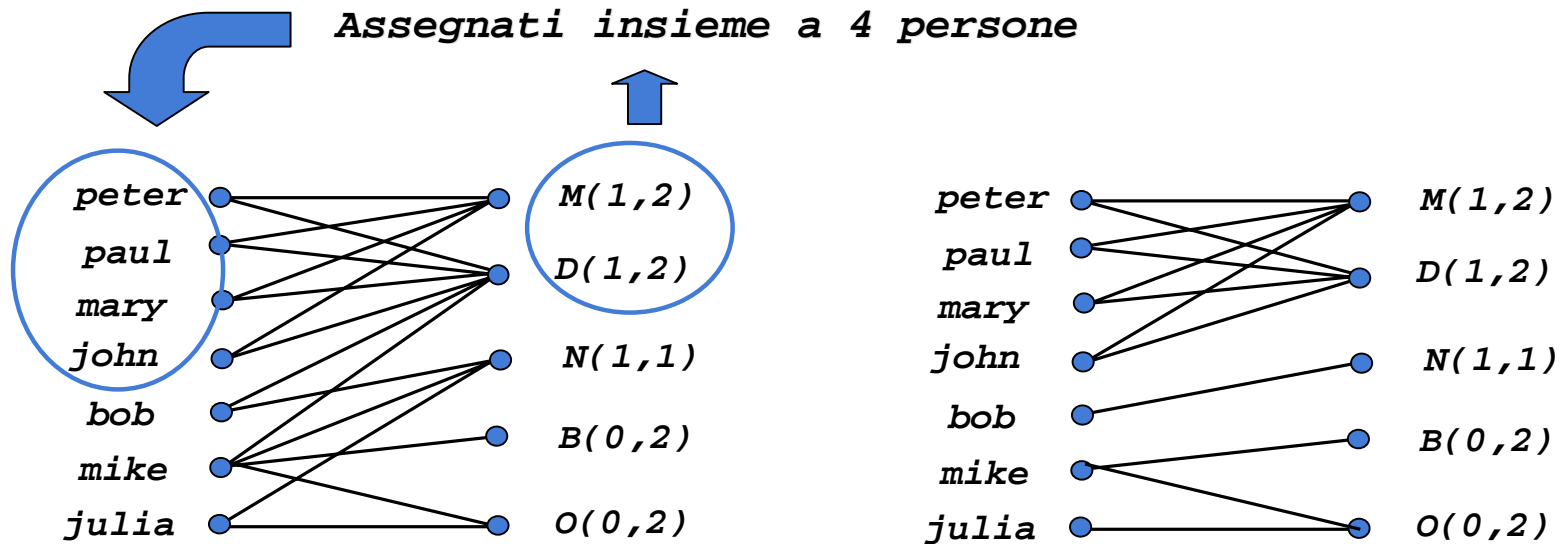 Assegnati insieme a 4 persone
peter
paul
mary
john
bob
mike
julia
M(1,2)
D(1,2)
N(1,1)
B(0,2)
O(0,2)
peter
paul
mary
john
bob
mike
julia
M(1,2)
D(1,2)
N(1,1)
B(0,2)
O(0,2)